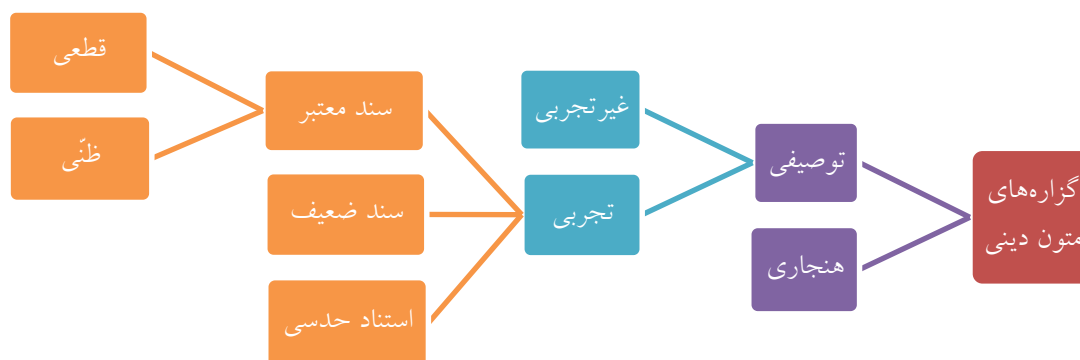 گزاره‌های
متون دینی
توصیفی
هنجاری
غیرتجربی
تجربی
سند معتبر
سند ضعیف
استناد حدسی
قطعی
ظنّی